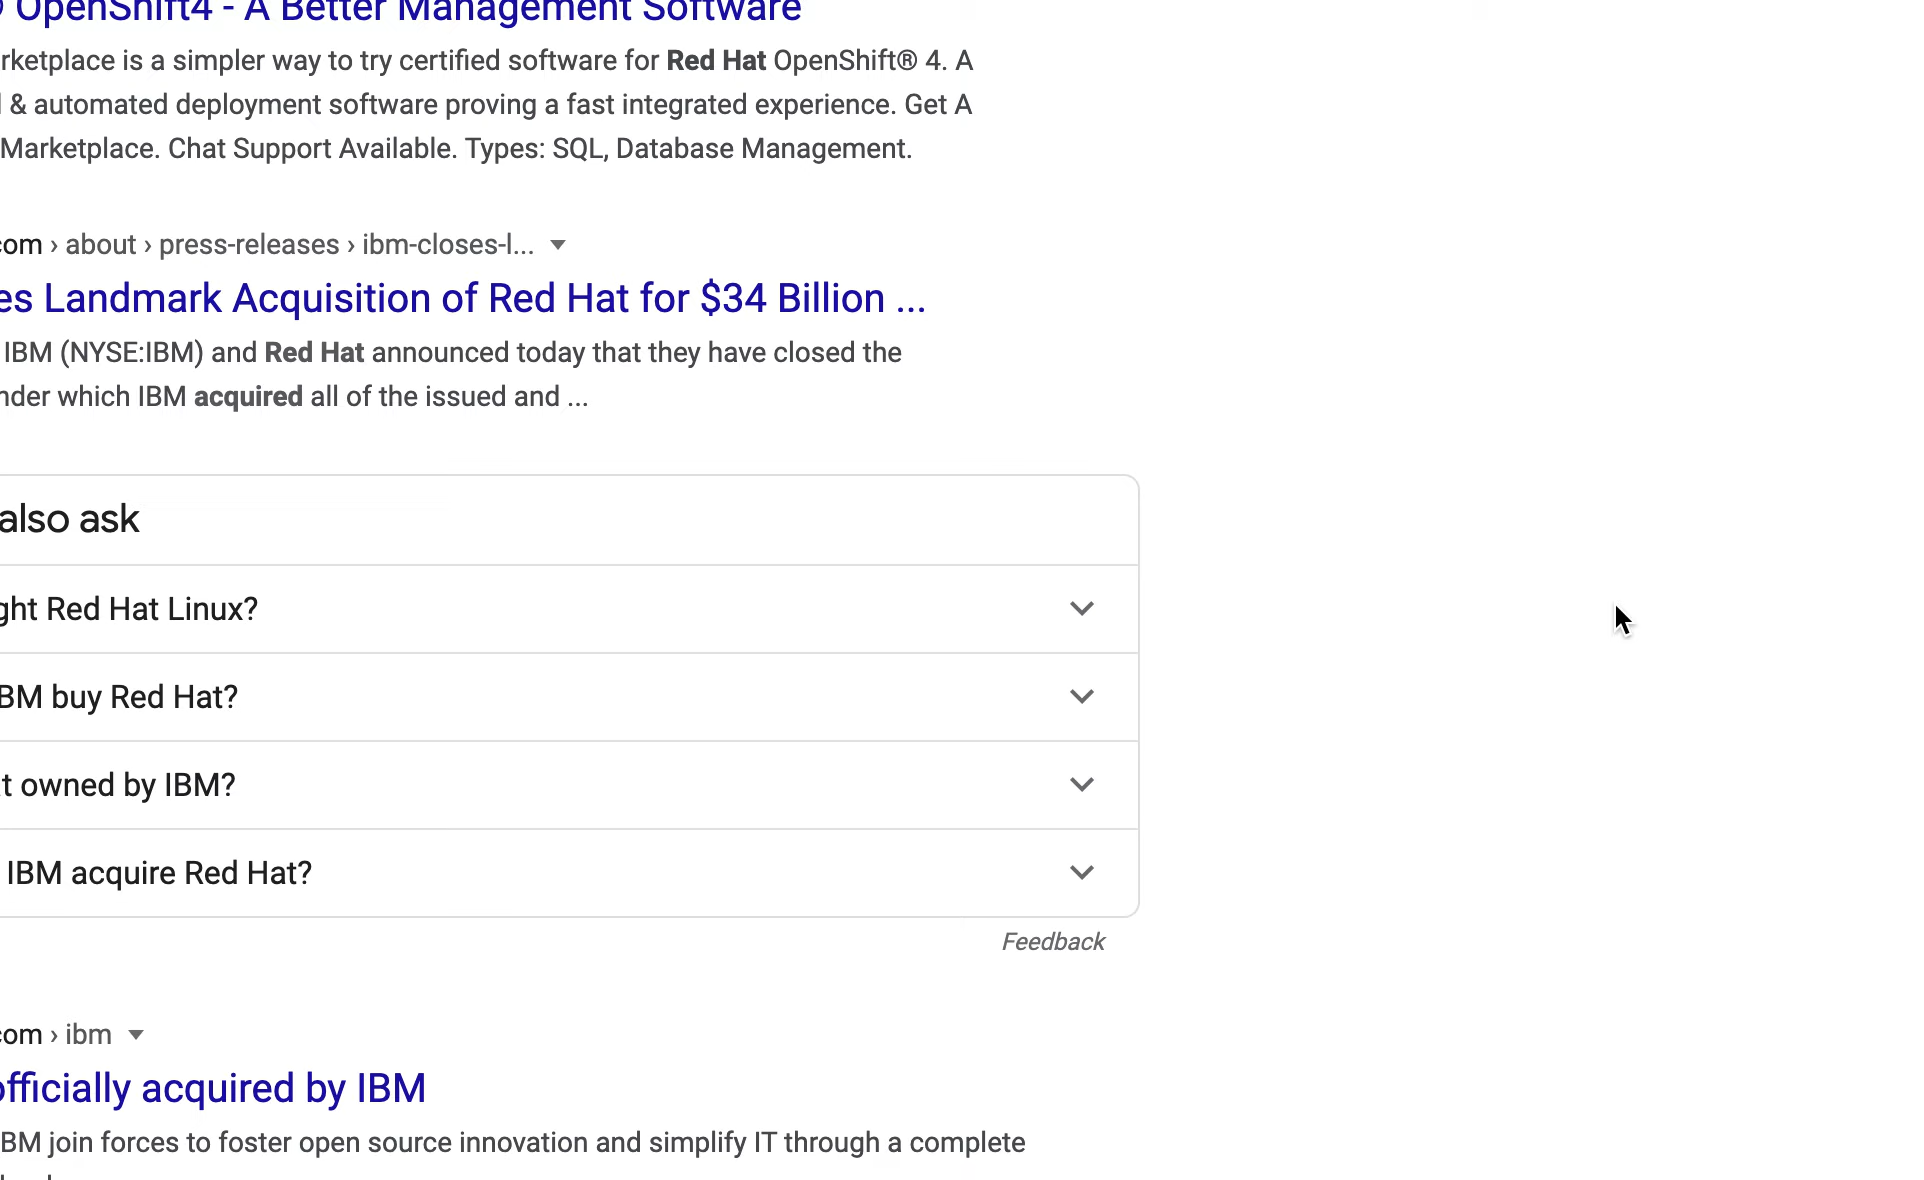 OpenShift4 - A Better Management Software
rketplace is a simpler way to try certified software for Red Hat OpenShift® 4. A
& automated deployment software proving a fast integrated experience. Get A
Marketplace. Chat Support Available. Types: SQL, Database Management.
com › about › press-releases › ibm-closes-l...
es Landmark Acquisition of Red Hat for $34 Billion ...
IBM (NYSE:IBM) and Red Hat announced today that they have closed the
nder which IBM acquired all of the issued and ...
also ask
ght Red Hat Linux?
BM buy Red Hat?
t owned by IBM?
IBM acquire Red Hat?
Feedback
com › ibm
officially acquired by IBM
BM join forces to foster open source innovation and simplify IT through a complete